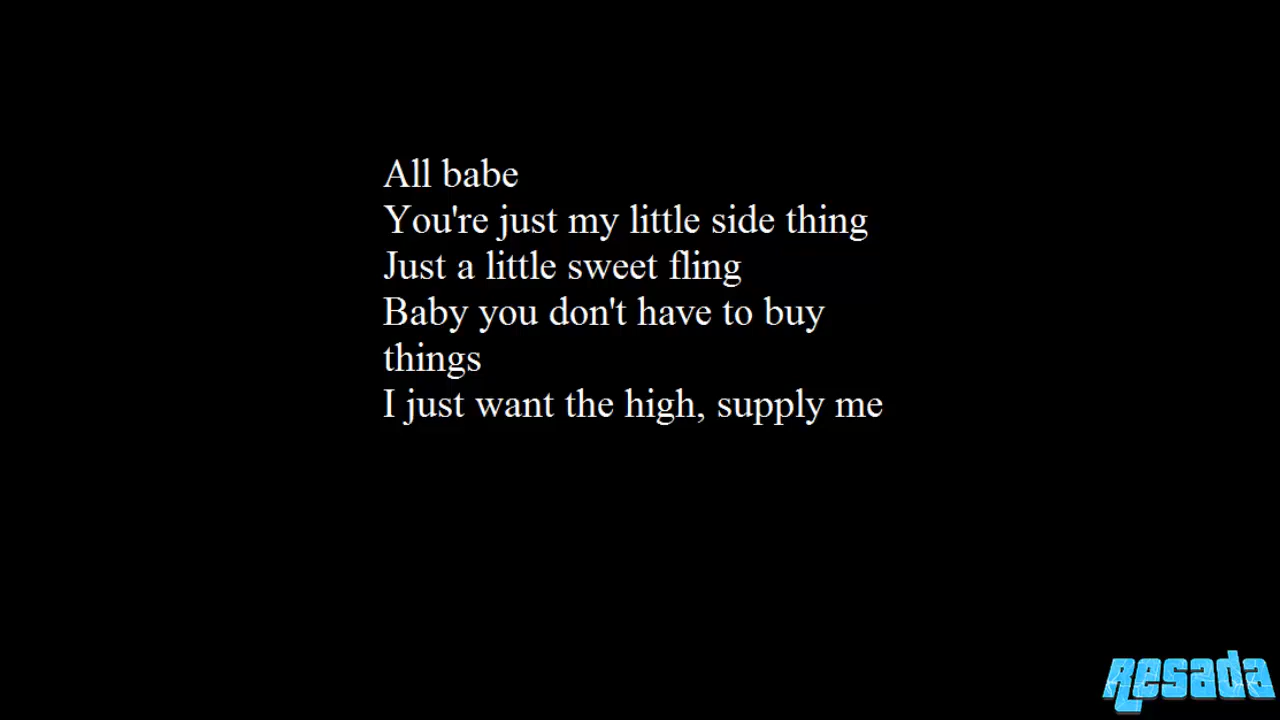 All babe
You're just my little side thing
Just a little sweet fling
Baby you don't have to buy
things
I just want the high, supply me
Resada